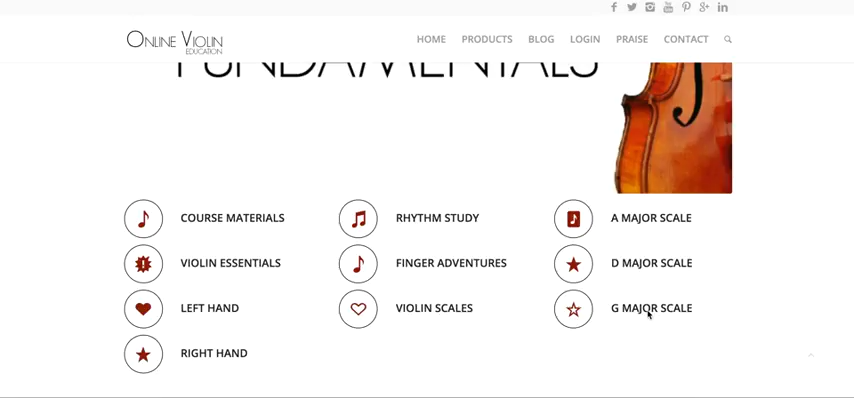 ONLINE VIOLIN
EDUCATION
HOME PRODUCTS BLOG LOGIN PRAISE CONTACT
FUNDAMENTALS
COURSE MATERIALS
VIOLIN ESSENTIALS
LEFT HAND
RIGHT HAND
RHYTHM STUDY
FINGER ADVENTURES
VIOLIN SCALES
A MAJOR SCALE
D MAJOR SCALE
G MAJOR SCALE